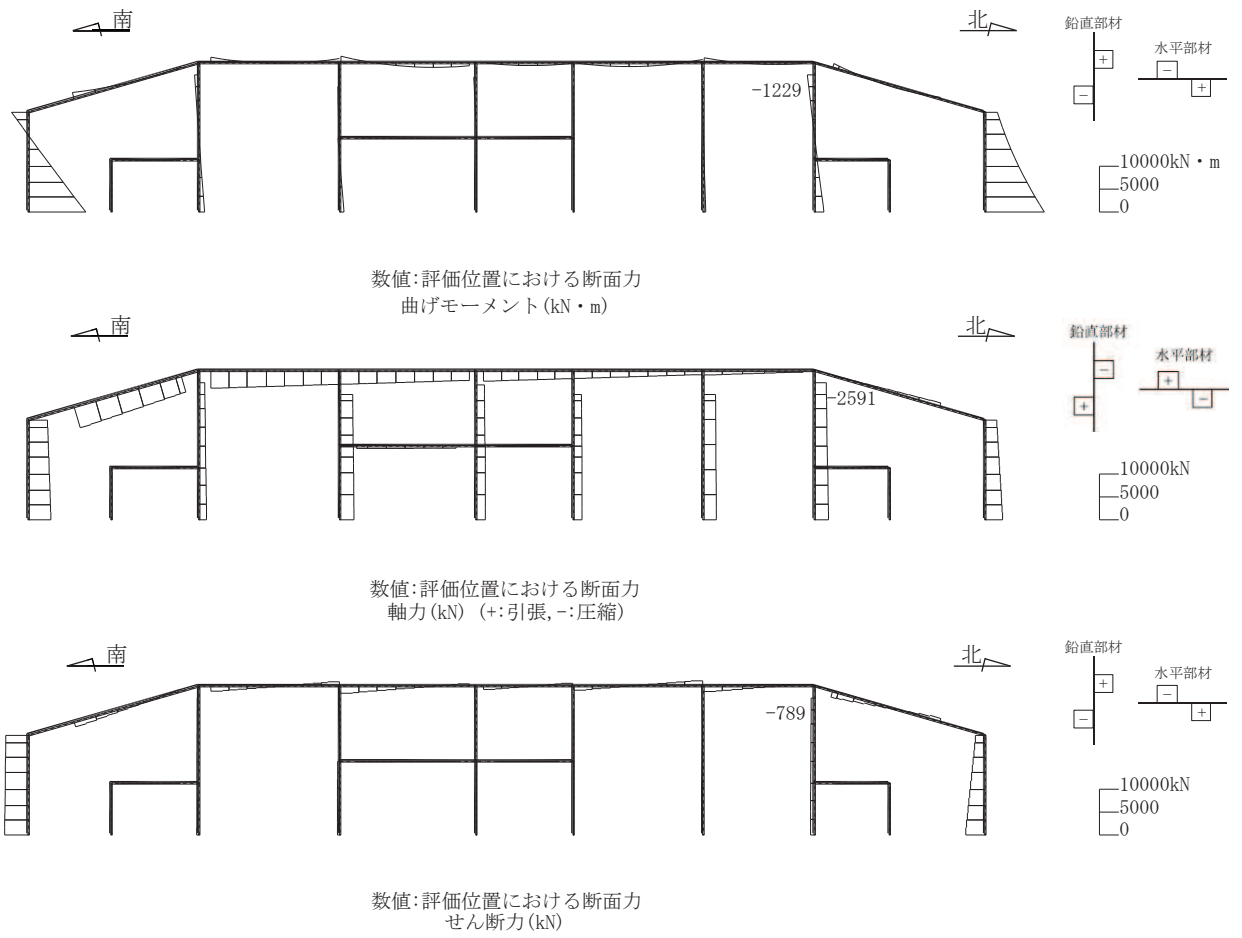 南
北
鉛直部材
水平部材
+
−
−
+
-1229
10000kN・m
5000
0
数値:評価位置における断面力
曲げモーメント(kN・m)
南
北
鉛直部材
水平部材
−
+
+
−
-2591
10000kN
5000
0
数値:評価位置における断面力
軸力(kN) (+:引張,-:圧縮)
南
北
鉛直部材
水平部材
+
−
−
+
-789
10000kN
5000
0
数値:評価位置における断面力
せん断力(kN)